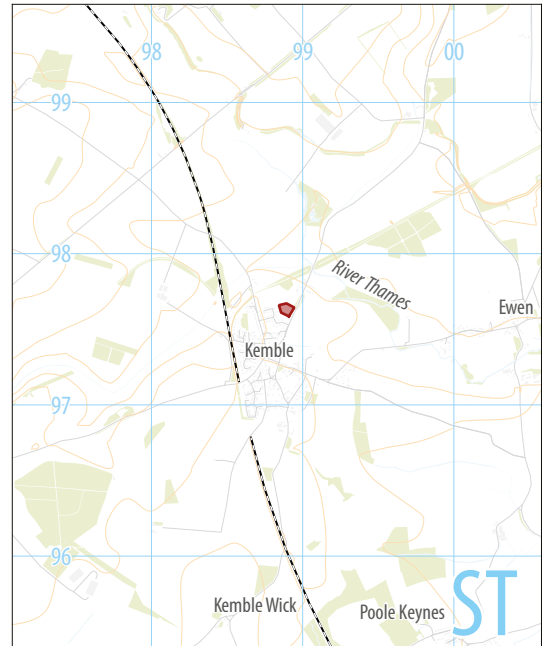 98
99
00
99
98
River Thames
Ewen
Kemble
97
96
ST
Kemble Wick
Poole Keynes